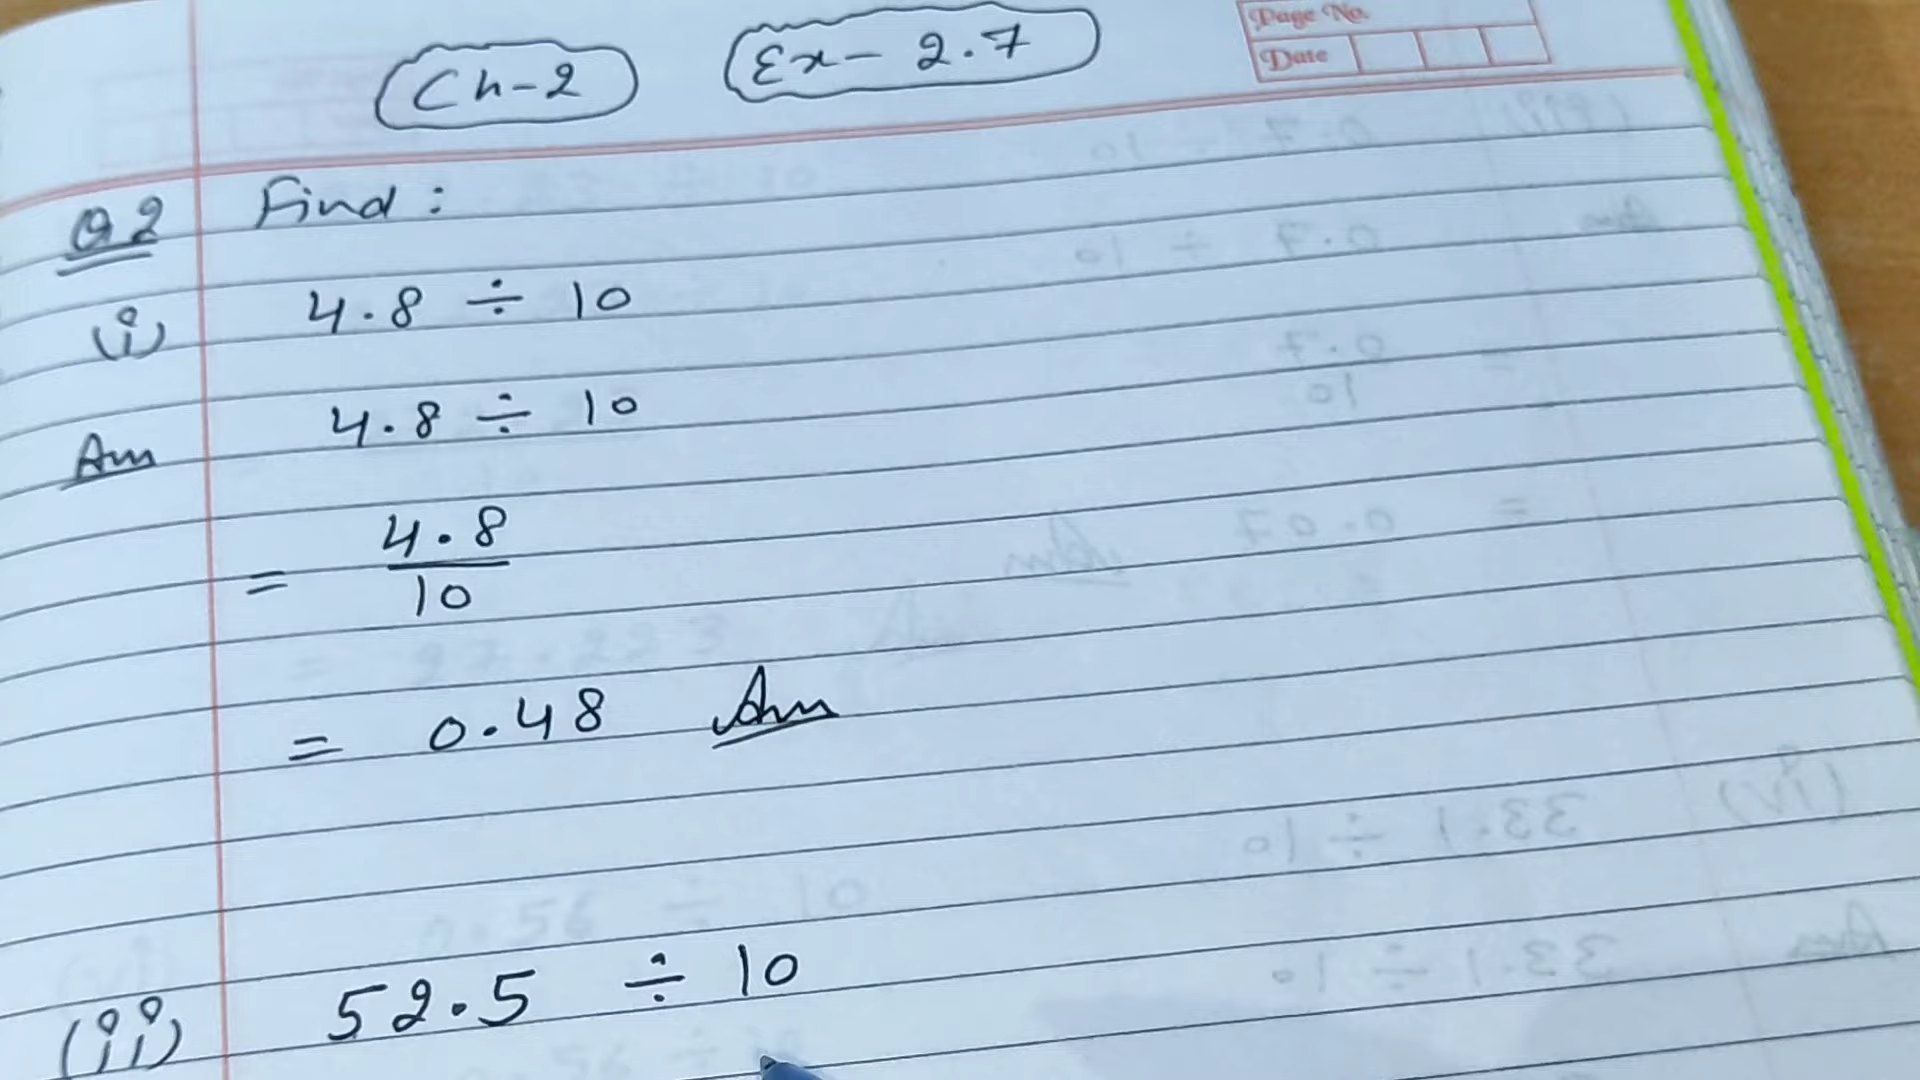 Page No.
Ch-2 Ex- 2.7
Date
Q2 Find :
(i) 4.8 ÷ 10
Ans 4.8 ÷ 10
= 4.8
10
= 0.48 Ans
(ii) 52.5 ÷ 10